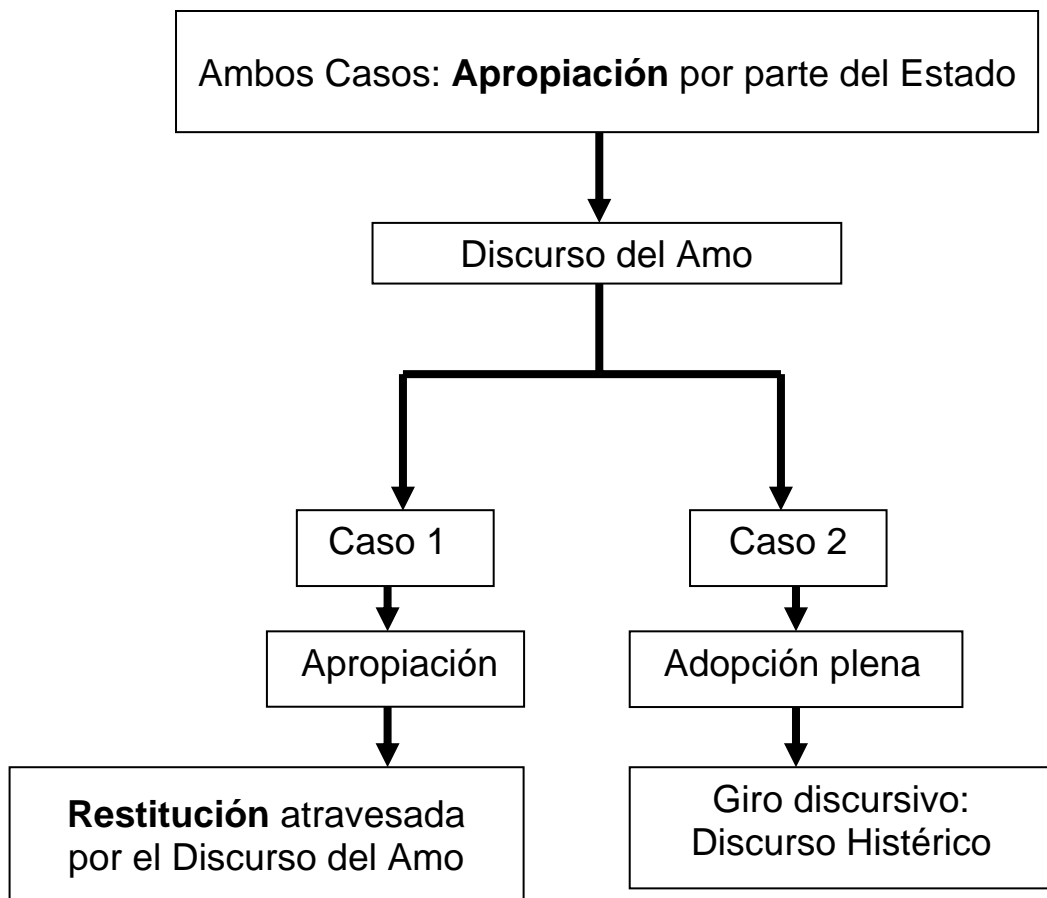 Ambos Casos: Apropiación por parte del Estado
Discurso del Amo
Caso 1
Caso 2
Apropiación
Adopción plena
Restitución atravesada
por el Discurso del Amo
Giro discursivo:
Discurso Histérico